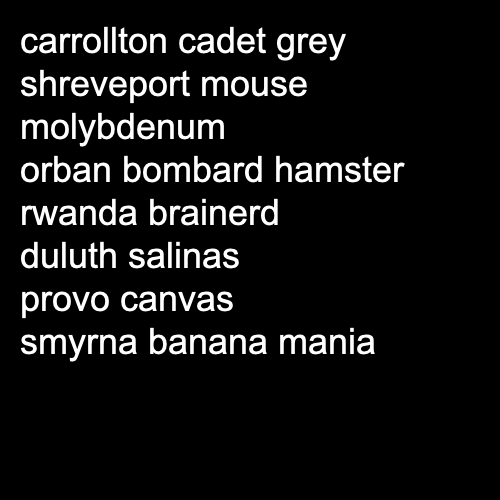 carrollton cadet grey
shreveport mouse
molybdenum
orban bombard hamster
rwanda brainerd
duluth salinas
provo canvas
smyrna banana mania